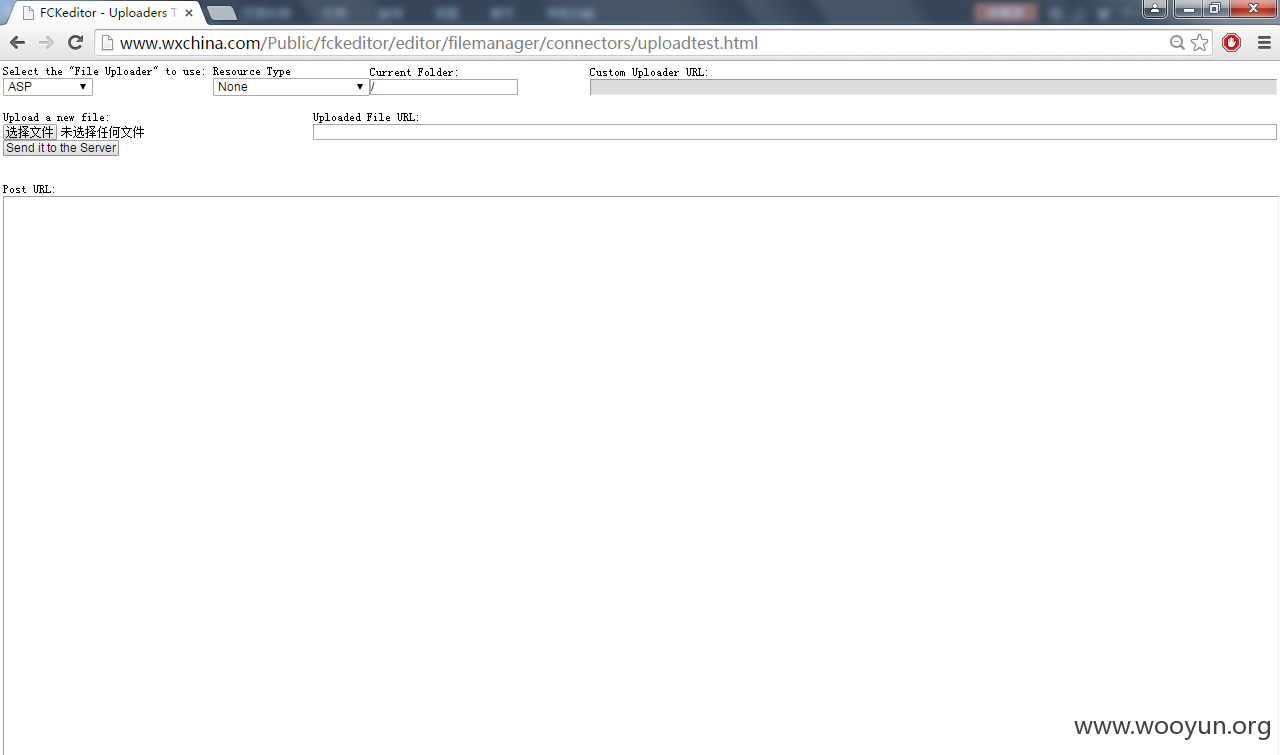 FCKeditor - Uploaders T
www.wxchina.com/Public/fckeditor/editor/filemanager/connectors/uploadtest.html
Select the "File Uploader" to use: Resource Type Current Folder: Custom Uploader URL:
ASP None /
Upload a new file: Uploaded File URL:
选择文件 未选择任何文件
Send it to the Server
Post URL:
www.wooyun.org